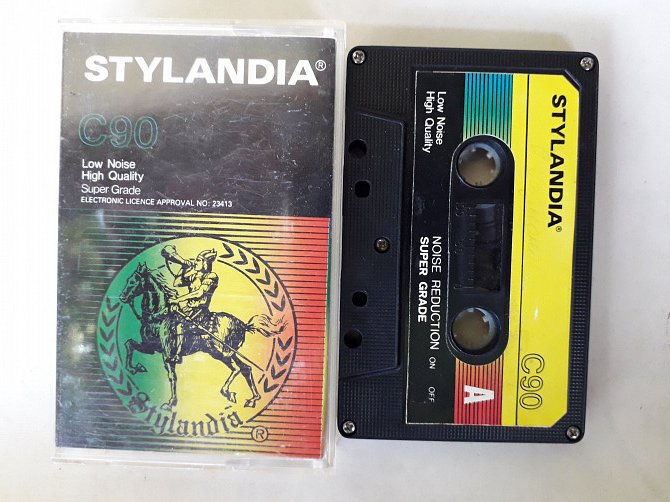 STYLANDIA®
C90
Low Noise
High Quality
Super Grade
ELECTRONIC LICENCE APPROVAL NO: 23413
Stylandia
®
STYLANDIA®
C90
Low Noise
High Quality
NOISE REDUCTION ON OFF
SUPER GRADE
A